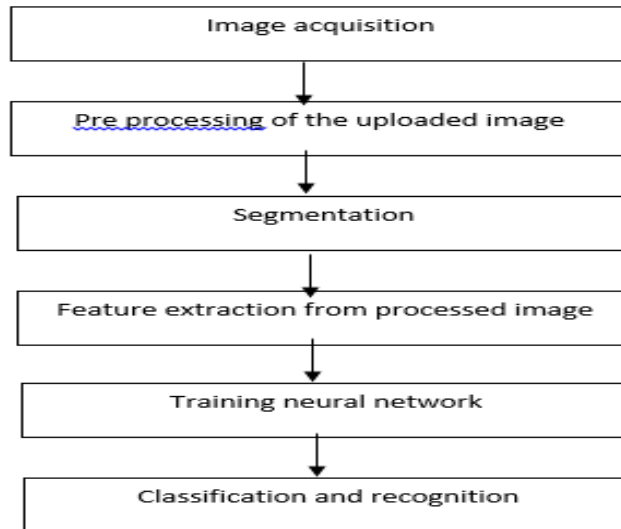 Image acquisition
Pre processing of the uploaded image
Segmentation
Feature extraction from processed image
Training neural network
Classification and recognition